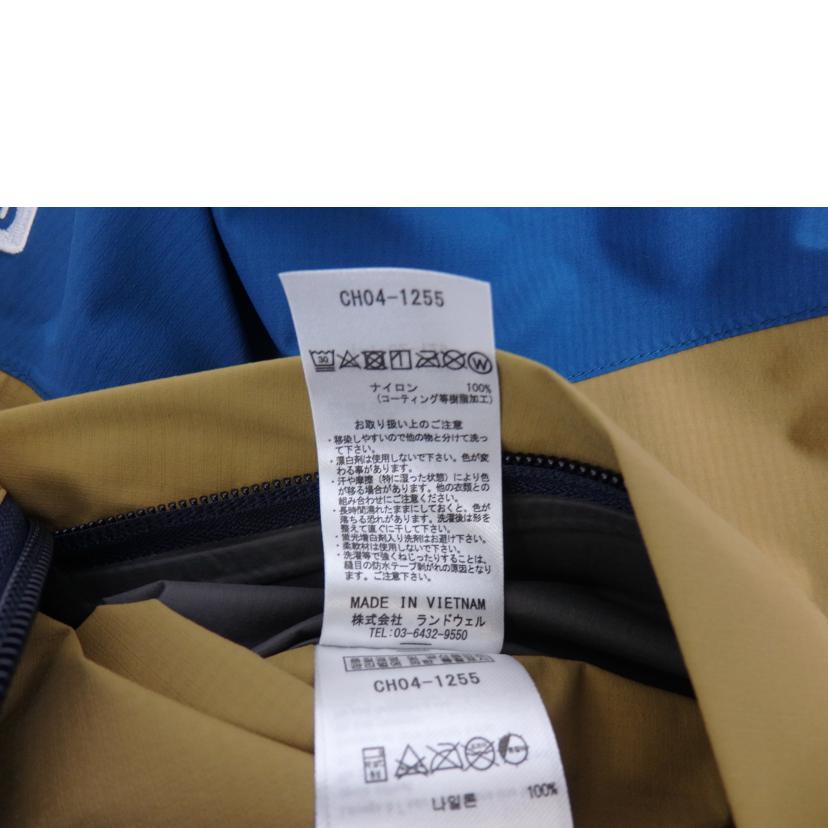 CH04-1255
30
W
ナイロン 100%
(コーティング等樹脂加工)
お取り扱い上のご注意
・移染しやすいので他の物と分けて洗っ
て下さい。
・漂白剤は使用しないで下さい。色が変
わる事があります。
・汗や摩擦(特に湿った状態)により色
が移る場合があります。他の衣類との
組み合わせにご注意ください。
・長時間濡れたままにしておくと、色が
落ちる恐れがあります。洗濯後は形を
整えて直ぐに干して下さい。
・蛍光増白剤入り洗剤はお避け下さい。
・柔軟材は使用しないで下さい。
・洗濯等で強くねじったりすることは、
縫目の防水テープ剥がれの原因となり
ます。ご注意下さい。
MADE IN VIETNAM
株式会社 ランドウェル
TEL:03-6432-9550
CH04-1255
나일론 100%